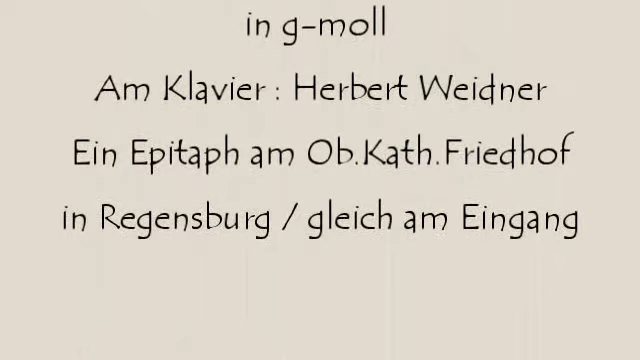 in g-moll
Am Klavier : Herbert Weidner
Ein Epitaph am Ob.Kath.Friedhof
in Regensburg / gleich am Eingang